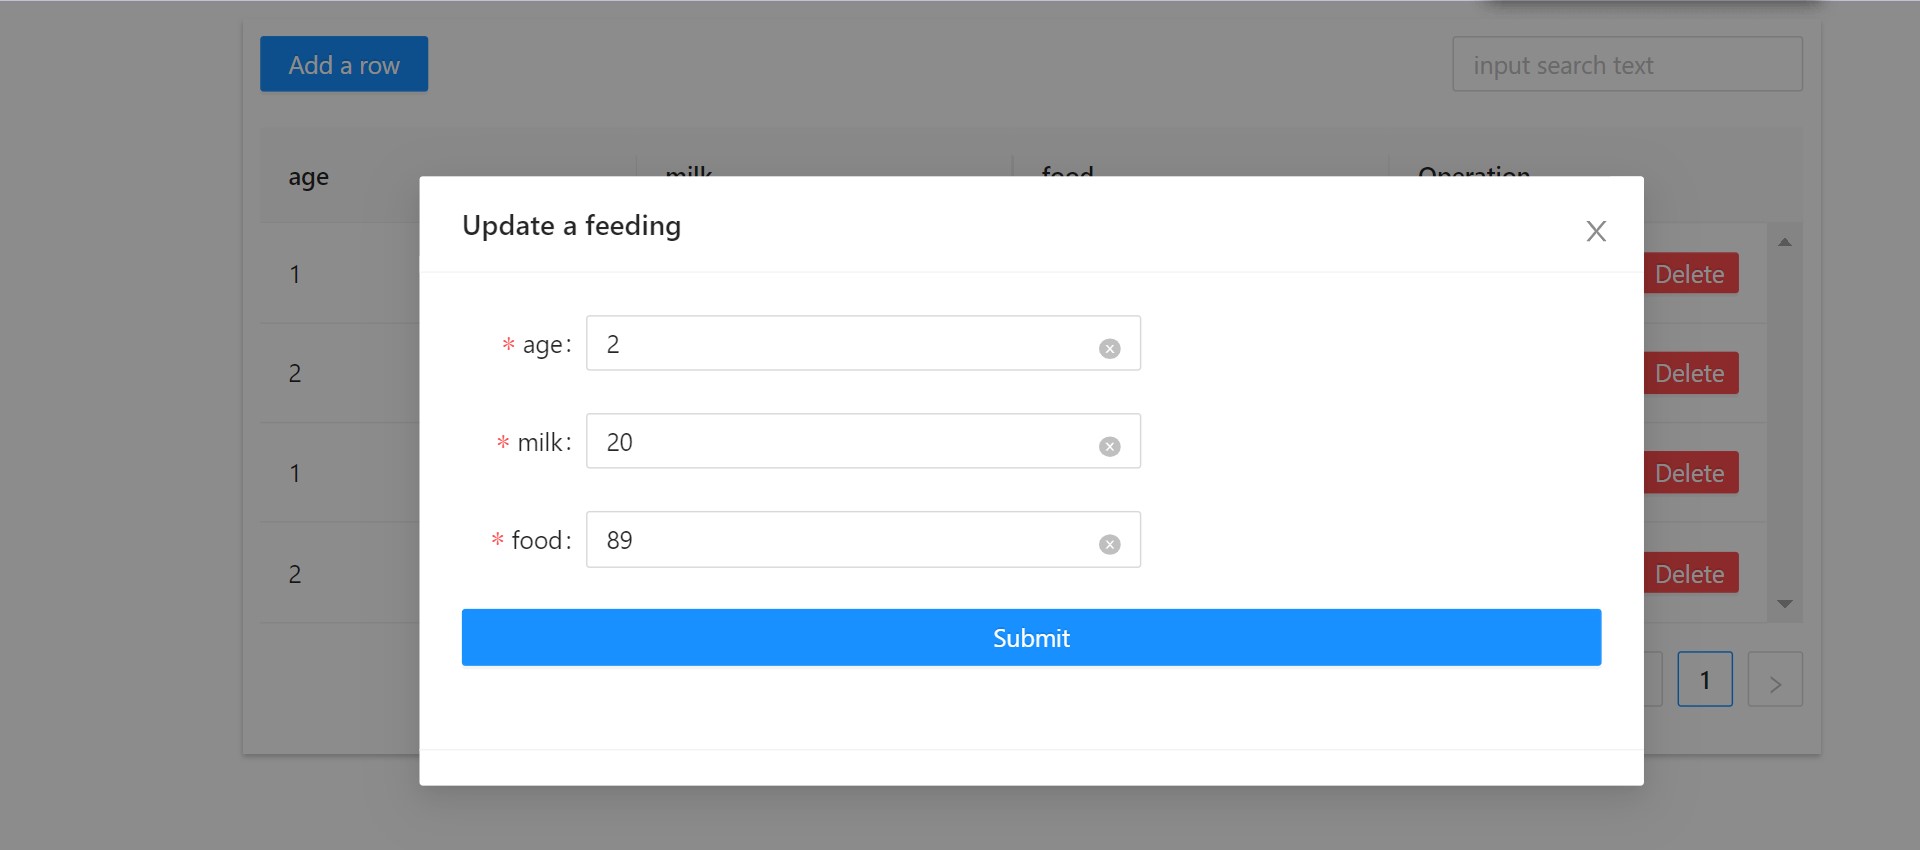 Add a row
input search text
age milk food Operation
Update a feeding
X
1 Delete
* age: 2
2 Delete
* milk: 20
1 Delete
* food: 89
2 Delete
Submit
1 >